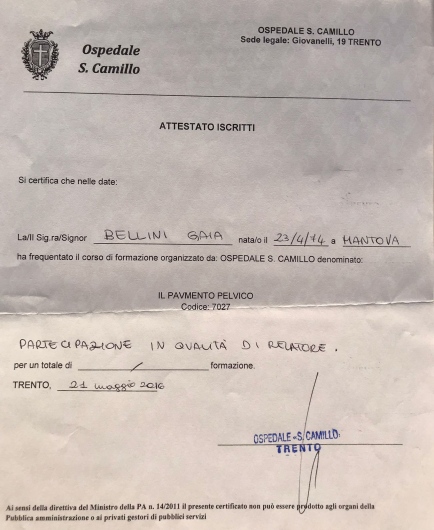 Ospedale
S. Camillo
OSPEDALE S. CAMILLO
Sede legale: Giovanelli, 19 TRENTO
ATTESTATO ISCRITTI
Si certifica che nelle date:
La/Il Sig.ra/Signor BELLINI GAIA nata/o il 23/4/74 a MANTOVA
ha frequentato il corso di formazione organizzato da: OSPEDALE S. CAMILLO denominato:
IL PAVMENTO PELVICO
Codice: 7027
PARTECIPAZIONE IN QUALITÀ DI RELATORE.
per un totale di / formazione.
TRENTO, 21 maggio 2016
OSPEDALE S. CAMILLO
TRENTO
Ai sensi della direttiva del Ministro della PA n. 14/2011 il presente certificato non può essere prodotto agli organi della
Pubblica amministrazione o ai privati gestori di pubblici servizi